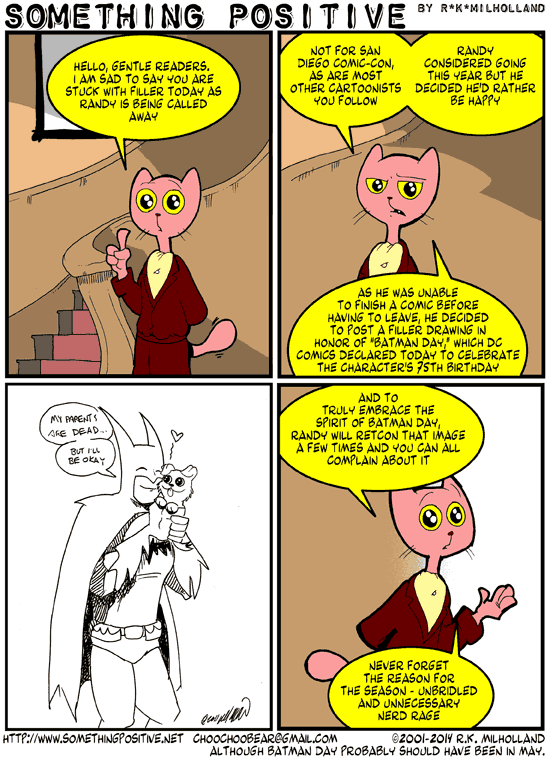 SOMETHING POSITIVE BY R*K*MILHOLLAND
HELLO, GENTLE READERS.
I AM SAD TO SAY YOU ARE
STUCK WITH FILLER TODAY AS
RANDY IS BEING CALLED
AWAY
NOT FOR SAN
DIEGO COMIC-CON,
AS ARE MOST
OTHER CARTOONISTS
YOU FOLLOW
RANDY
CONSIDERED GOING
THIS YEAR BUT HE
DECIDED HE'D RATHER
BE HAPPY
AS HE WAS UNABLE
TO FINISH A COMIC BEFORE
HAVING TO LEAVE, HE DECIDED
TO POST A FILLER DRAWING IN
HONOR OF "BATMAN DAY," WHICH DC
COMICS DECLARED TODAY TO CELEBRATE
THE CHARACTER'S 75TH BIRTHDAY
MY PARENTS
ARE DEAD...
BUT I'LL
BE OKAY
AND TO
TRULY EMBRACE THE
SPIRIT OF BATMAN DAY,
RANDY WILL RETCON THAT IMAGE
A FEW TIMES AND YOU CAN ALL
COMPLAIN ABOUT IT
NEVER FORGET
THE REASON FOR
THE SEASON - UNBRIDLED
AND UNNECESSARY
NERD RAGE
HTTP://WWW.SOMETHINGPOSITIVE.NET CHOOCHOOBEAR@GMAIL.COM ©2001-2014 R.K. MILHOLLAND
ALTHOUGH BATMAN DAY PROBABLY SHOULD HAVE BEEN IN MAY.